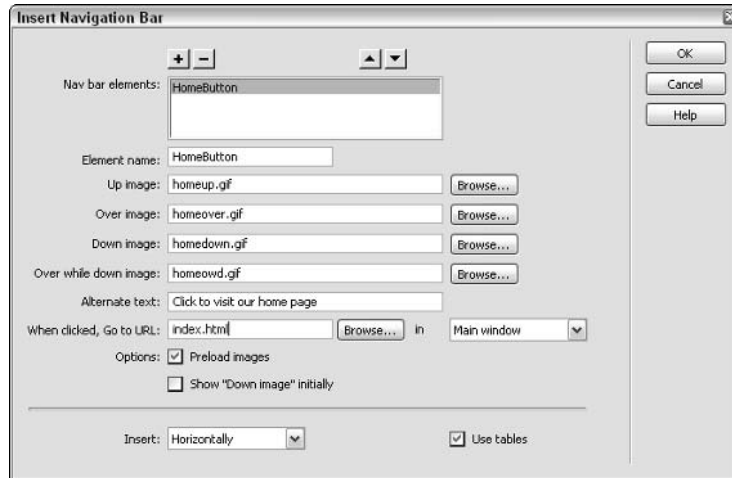 Insert Navigation Bar
OK
Nav bar elements: HomeButton
Cancel
Help
Element name: HomeButton
Up image: homeup.gif Browse...
Over image: homeover.gif Browse...
Down image: homedown.gif Browse...
Over while down image: homeowd.gif Browse...
Alternate text: Click to visit our home page
When clicked, Go to URL: index.html Browse... in Main window
Options: Preload images
Show "Down image" initially
Insert: Horizontally Use tables